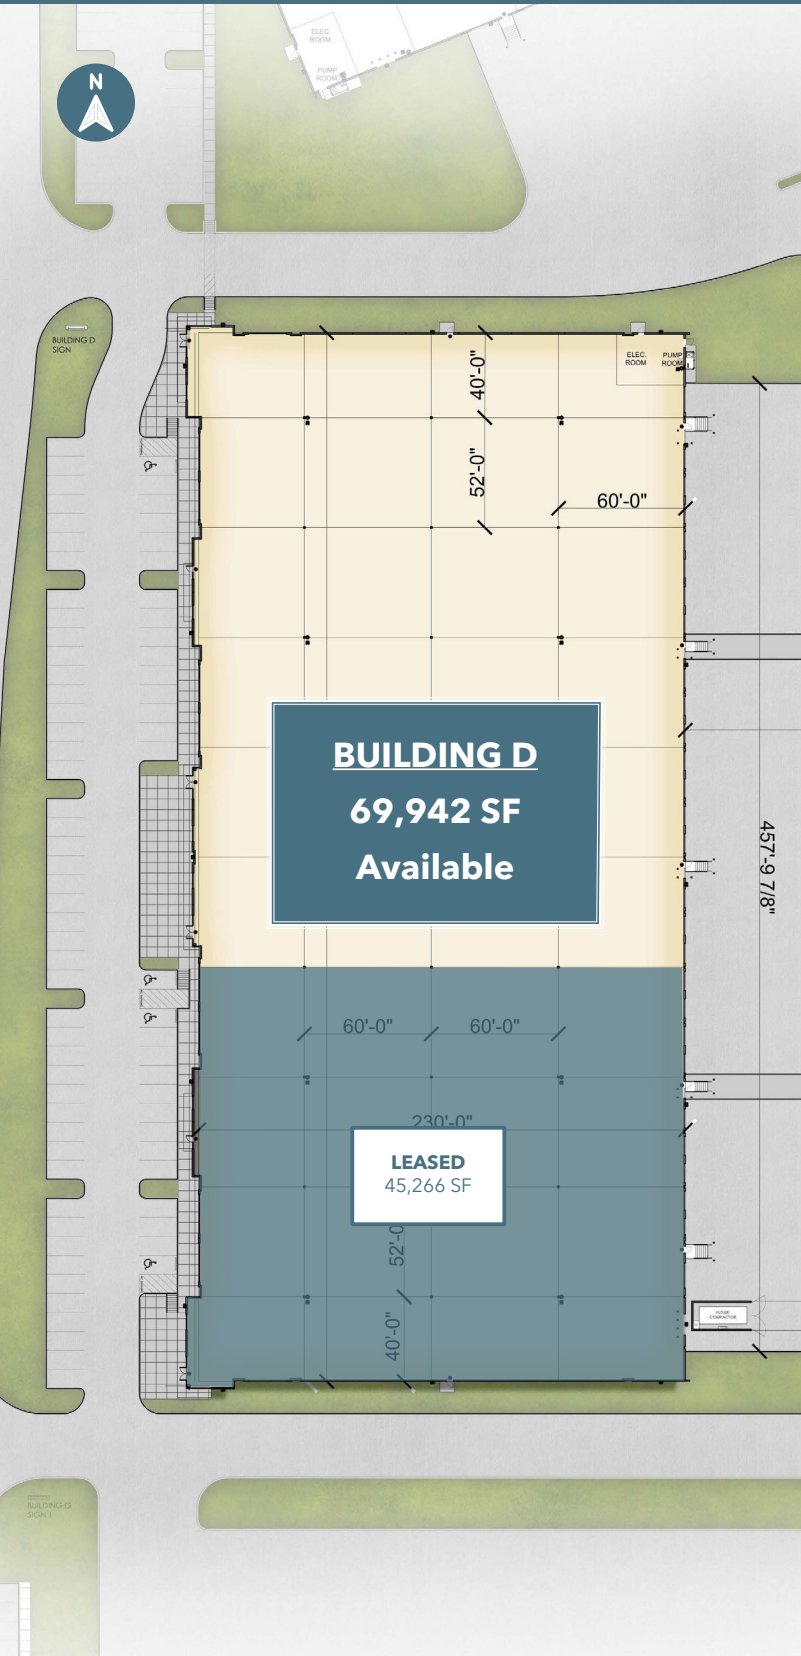 ELEC.
ROOM
PUMP
ROOM
N
BUILDING D
SIGN
40'-0"
ELEC.
ROOM
PUMP
ROOM
52'-0"
60'-0"
BUILDING D
69,942 SF
Available
457'-9 7/8"
60'-0"
60'-0"
230'-0"
LEASED
45,266 SF
52'-0
40'-0"
FUTURE
COMPACTOR
BUILDING G
SIGN 1